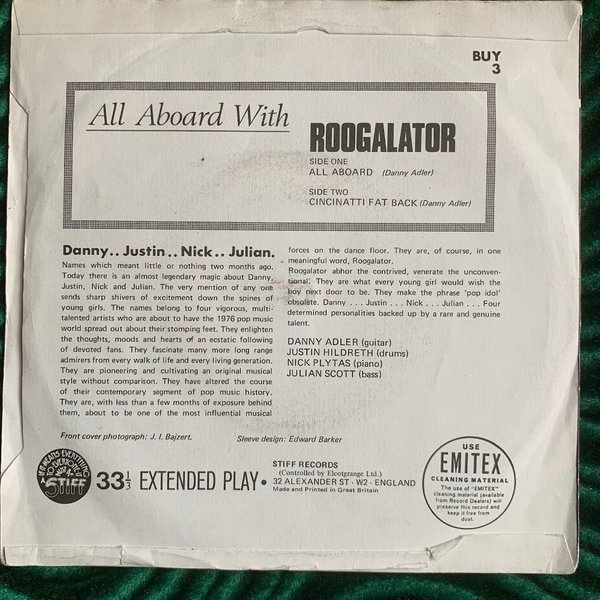 BUY
3
All Aboard With
ROOGALATOR
SIDE ONE
ALL ABOARD (Danny Adler)
SIDE TWO
CINCINATTI FAT BACK (Danny Adler)
Danny.. Justin.. Nick.. Julian.
Names which meant little or nothing two months ago.
Today there is an almost legendary magic about Danny,
Justin, Nick and Julian. The very mention of any one
sends sharp shivers of excitement down the spines of
young girls. The names belong to four vigorous, multi-
talented artists who are about to have the 1976 pop music
world spread out about their stomping feet. They enlighten
the thoughts, moods and hearts of an ecstatic following
of devoted fans. They fascinate many more long range
admirers from every walk of life and every living generation.
They are pioneering and cultivating an original musical
style without comparison. They have altered the course
of their contemporary segment of pop music history.
They are, with less than a few months of exposure behind
them, about to be one of the most influential musical
forces on the dance floor. They are, of course, in one
meaningful word, Roogalator.
Roogalator abhor the contrived, venerate the unconven-
tional. They are what every young girl would wish the
boy next door to be. They make the phrase 'pop idol'
obsolete. Danny . . . Justin . . . Nick . . . Julian . . . Four
determined personalities backed up by a rare and genuine
talent.
DANNY ADLER (guitar)
JUSTIN HILDRETH (drums)
NICK PLYTAS (piano)
JULIAN SCOTT (bass)
Front cover photograph: J. I. Bajzert.
Sleeve design: Edward Barker
STIFF
33 1/3 EXTENDED PLAY •
STIFF RECORDS
(Controlled by Elcotgrange Ltd.)
32 ALEXANDER ST · W2 · ENGLAND
Made and Printed in Great Britain
USE
EMITEX
CLEANING MATERIAL
The use of "EMITEX"
cleaning material (available
from Record Dealers) will
preserve this record and
keep it free from
dust.